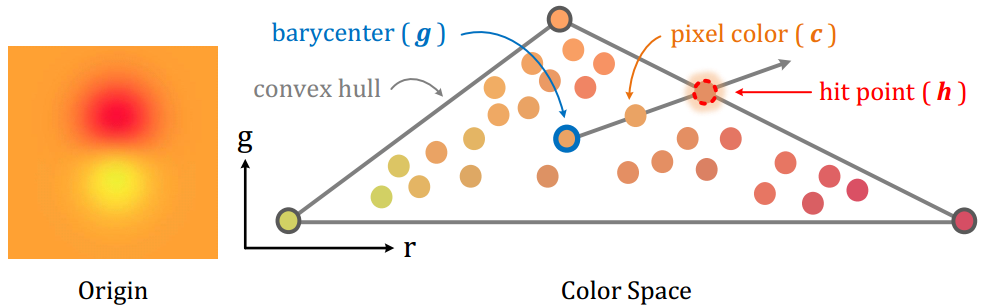 barycenter ( g )
pixel color ( c )
convex hull
hit point ( h )
g
r
Origin
Color Space